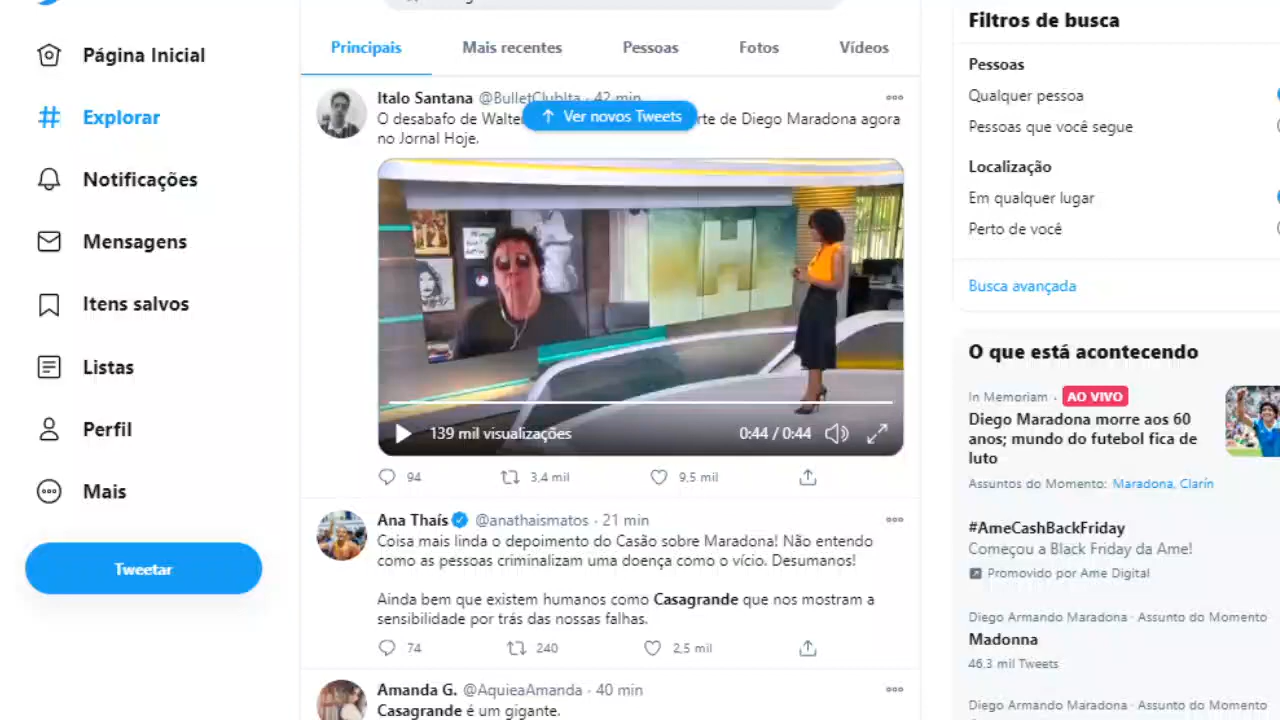 Página Inicial
Explorar
Notificações
Mensagens
Itens salvos
Listas
Perfil
Mais
Tweetar
Principais
Mais recentes
Pessoas
Fotos
Vídeos
Italo Santana @BulletClubIta · 42 min
Ver novos Tweets
O desabafo de Walte rte de Diego Maradona agora
no Jornal Hoje.
139 mil visualizações
0:44 / 0:44
94
3,4 mil
9,5 mil
Ana Thaís @anathaismatos · 21 min
Coisa mais linda o depoimento do Casão sobre Maradona! Não entendo
como as pessoas criminalizam uma doença como o vício. Desumanos!
Ainda bem que existem humanos como Casagrande que nos mostram a
sensibilidade por trás das nossas falhas.
74
240
2,5 mil
Amanda G. @AquieaAmanda · 40 min
Casagrande é um gigante.
Filtros de busca
Pessoas
Qualquer pessoa
Pessoas que você segue
Localização
Em qualquer lugar
Perto de você
Busca avançada
O que está acontecendo
In Memoriam · AO VIVO
Diego Maradona morre aos 60
anos; mundo do futebol fica de
luto
Assuntos do Momento: Maradona, Clarín
#AmeCashBackFriday
Começou a Black Friday da Ame!
Promovido por Ame Digital
Diego Armando Maradona · Assunto do Momento
Madonna
46,3 mil Tweets
Diego Armando Maradona · Assunto do Momento